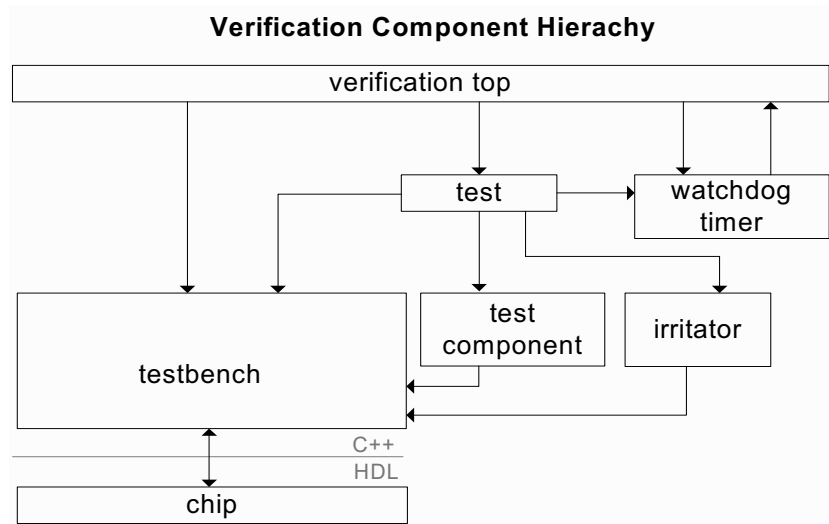 Verification Component Hierachy
verification top
test
watchdog
timer
test
component
irritator
testbench
C++
HDL
chip